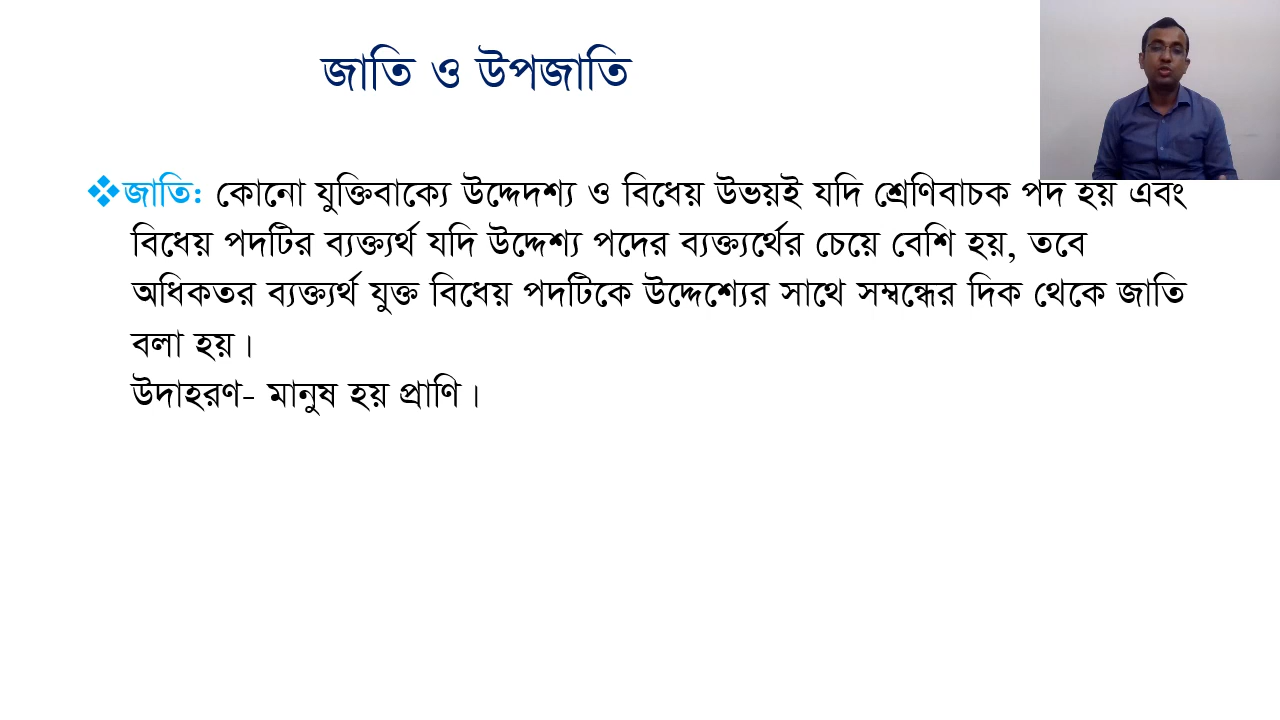 জাতি ও উপজাতি
❖জাতি: কোনো যুক্তিবাক্যে উদ্দেদশ্য ও বিধেয় উভয়ই যদি শ্রেণিবাচক পদ হয় এবং
বিধেয় পদটির ব্যক্ত্যর্থ যদি উদ্দেশ্য পদের ব্যক্ত্যর্থের চেয়ে বেশি হয়, তবে
অধিকতর ব্যক্ত্যর্থ যুক্ত বিধেয় পদটিকে উদ্দেশ্যের সাথে সম্বন্ধের দিক থেকে জাতি
বলা হয়।
উদাহরণ- মানুষ হয় প্রাণি।